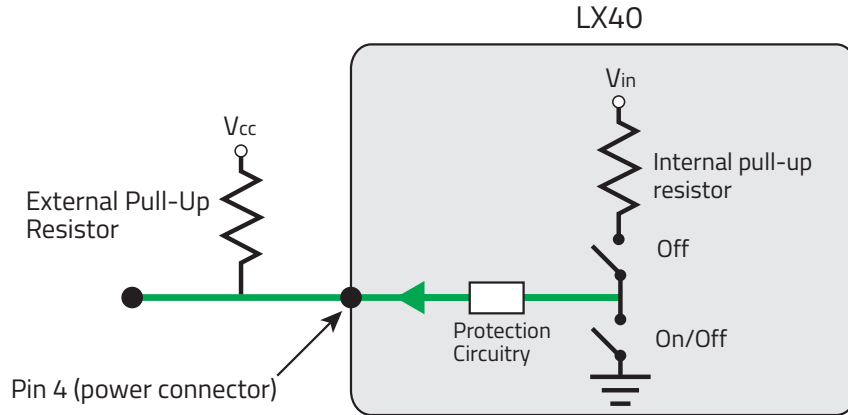 LX40
Vin
Vcc
Internal pull-up
resistor
External Pull-Up
Resistor
Off
Protection
Circuitry
On/Off
Pin 4 (power connector)